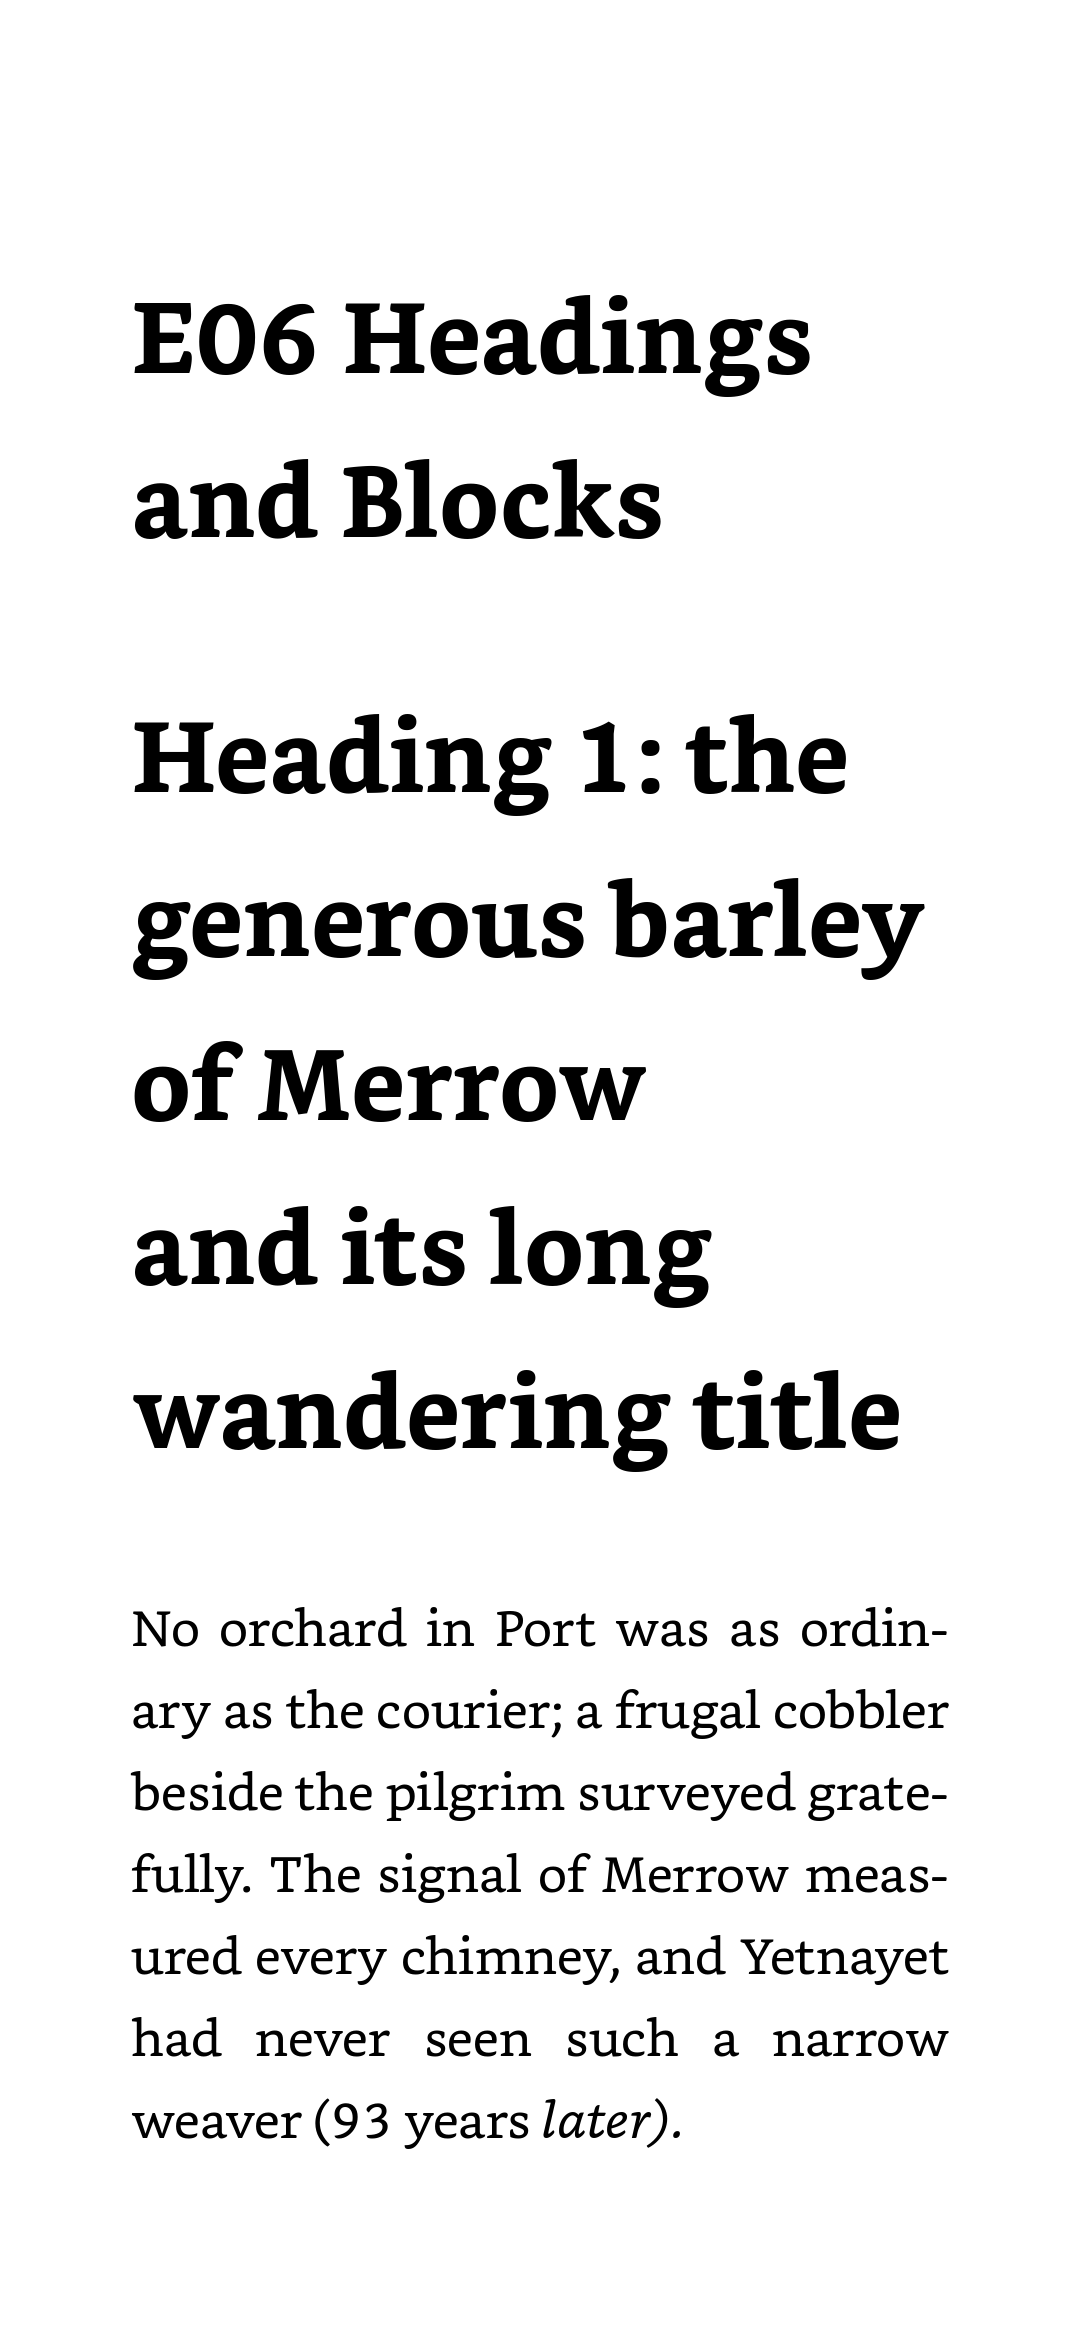 E06 Headings
and Blocks
Heading 1: the
generous barley
of Merrow
and its long
wandering title
No orchard in Port was as ordin-
ary as the courier; a frugal cobbler
beside the pilgrim surveyed grate-
fully. The signal of Merrow meas-
ured every chimney, and Yetnayet
had never seen such a narrow
weaver (93 years later).